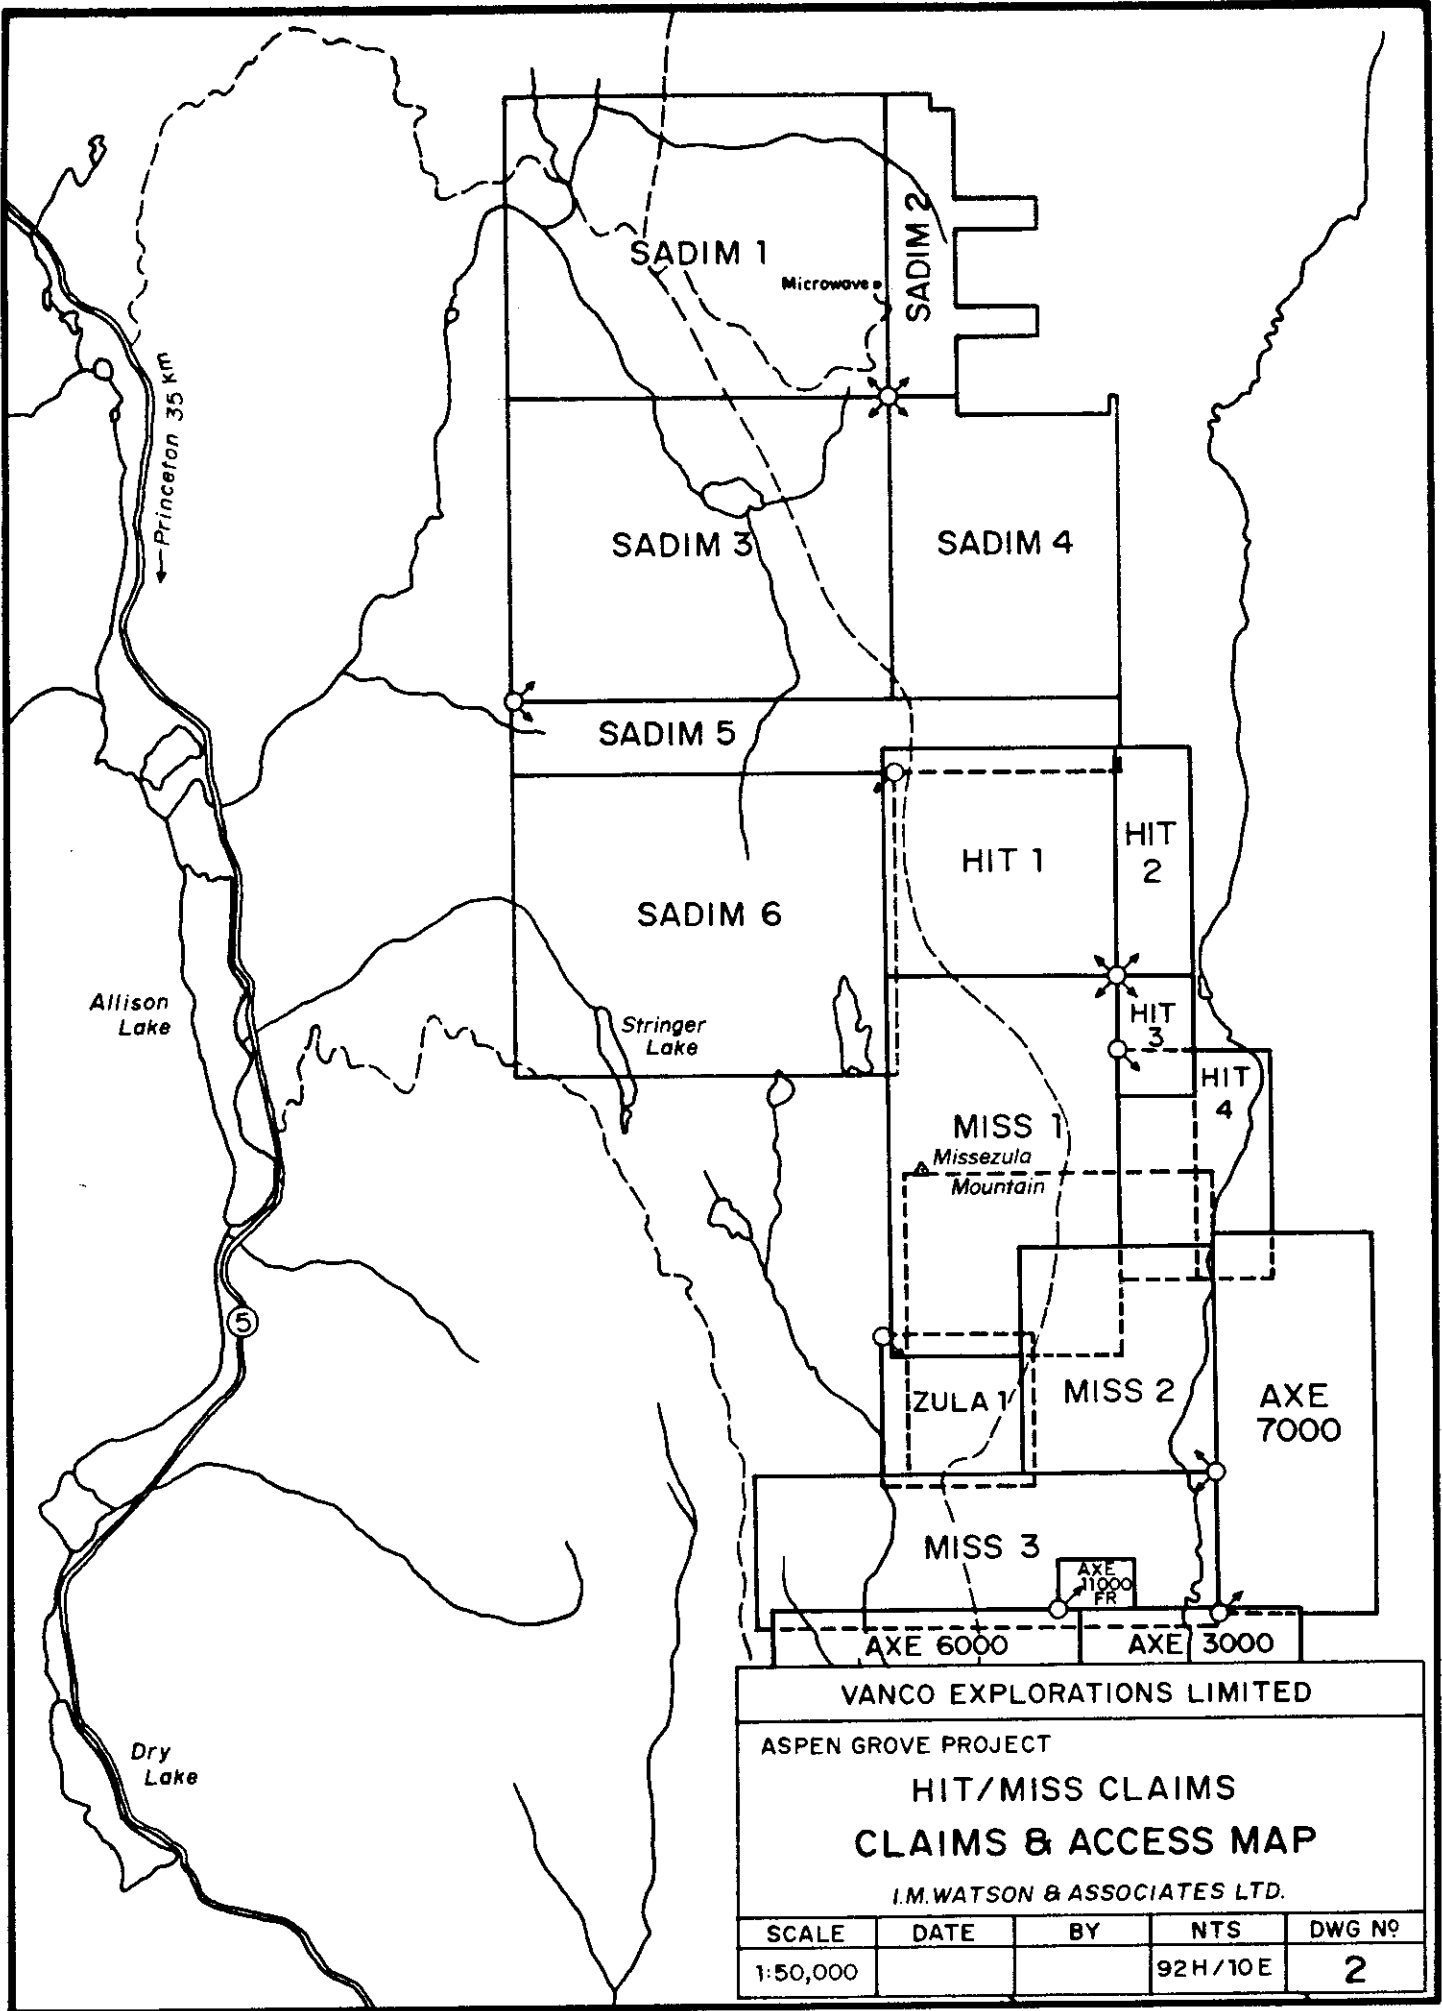 SADIM 1
SADIM 2
Microwave
Princeton 35 km
SADIM 3
SADIM 4
SADIM 5
HIT 1
HIT
2
SADIM 6
Allison
Lake
Stringer
Lake
HIT
3
HIT
4
MISS 1
Missezula
Mountain
5
ZULA 1
MISS 2
AXE
7000
MISS 3
AXE
11000
FR
AXE 6000
AXE 3000
Dry
Lake
VANCO EXPLORATIONS LIMITED
ASPEN GROVE PROJECT
HIT/MISS CLAIMS
CLAIMS & ACCESS MAP
I.M. WATSON & ASSOCIATES LTD.
SCALE DATE BY NTS DWG Nº
1:50,000 92H/10E 2